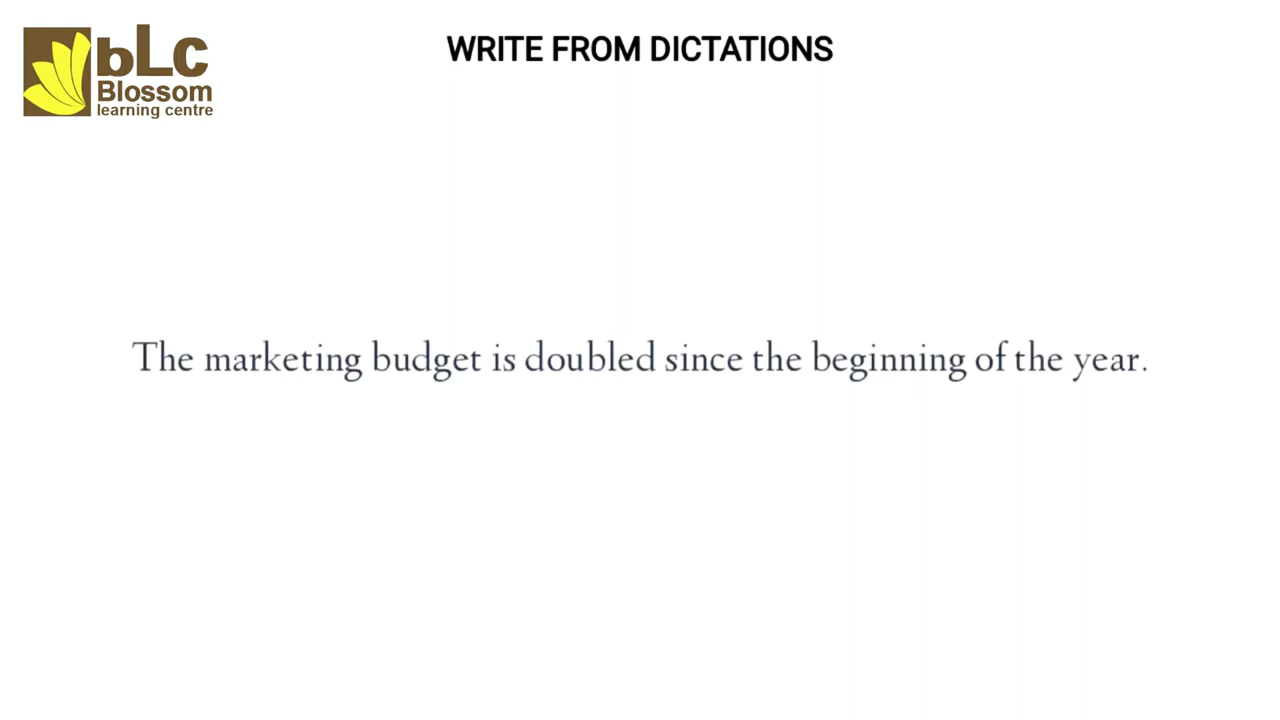 bLc
Blossom
learning centre
WRITE FROM DICTATIONS
The marketing budget is doubled since the beginning of the year.